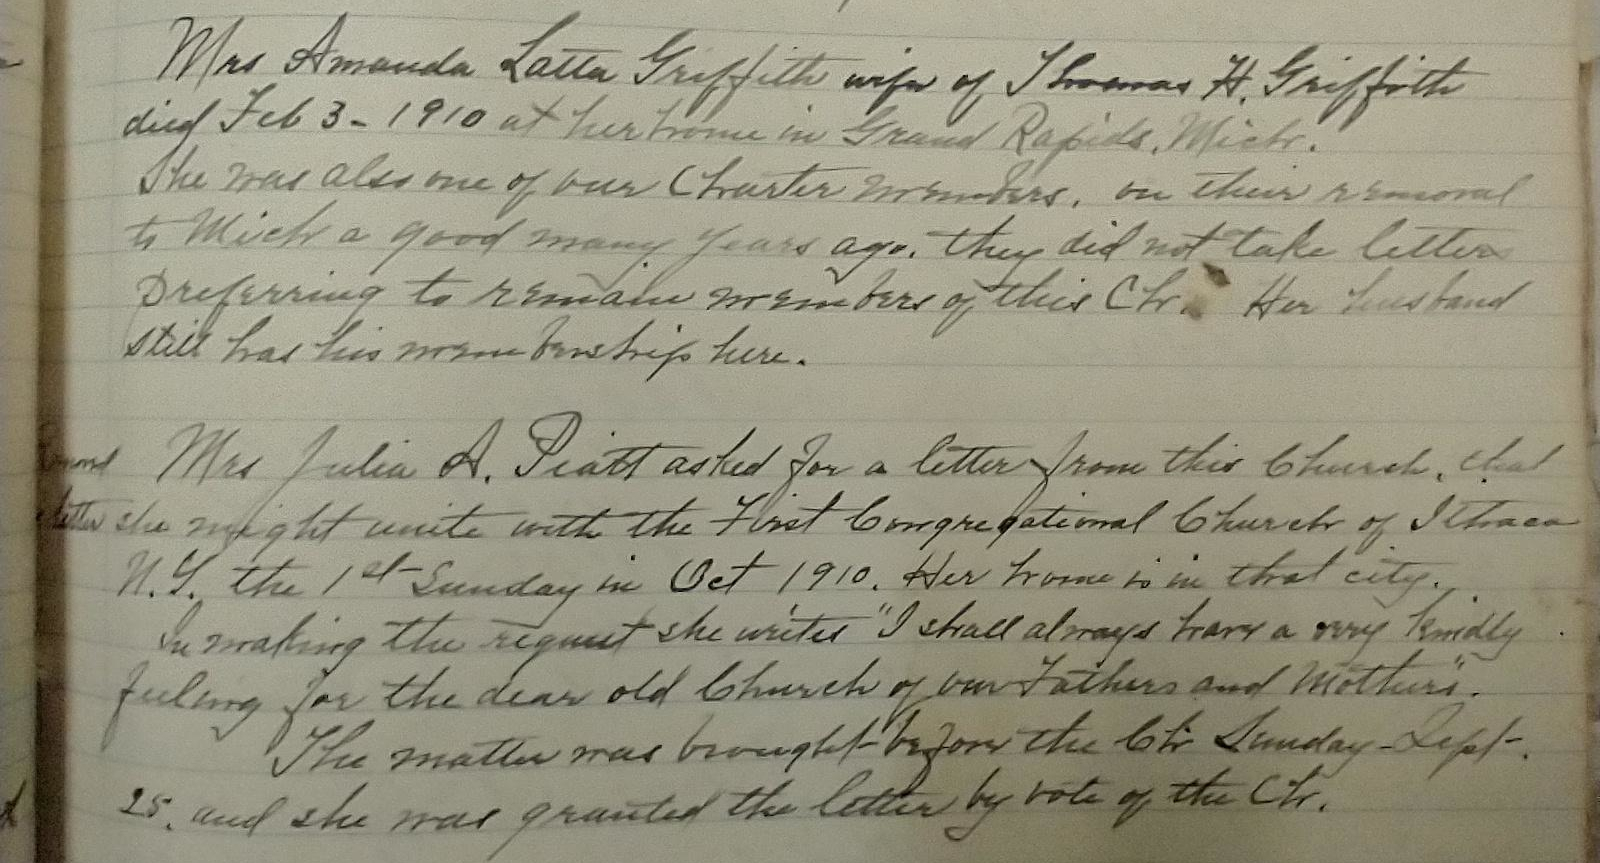 Mrs Amanda Latta Griffith wife of Thomas H. Griffith
died Feb 3 - 1910 at her home in Grand Rapids, Mich.
She was also one of our Charter members, on their removal
to Mich a good many years ago. they did not take letters
preferring to remain members of this Ch. Her husband
still has his membership here.
Mrs Julia A. Piatt asked for a letter from this Church, that
letter she might unite with the First Congregational Church of Ithaca
N.Y. the 1st Sunday in Oct 1910. Her home is in that city.
In making the request she writes "I shall always have a very kindly
feeling for the dear old Church of our Fathers and Mothers".
The matter was brought before the Ch Sunday - Sept -.
25. and she was granted the letter by vote of the Ch.